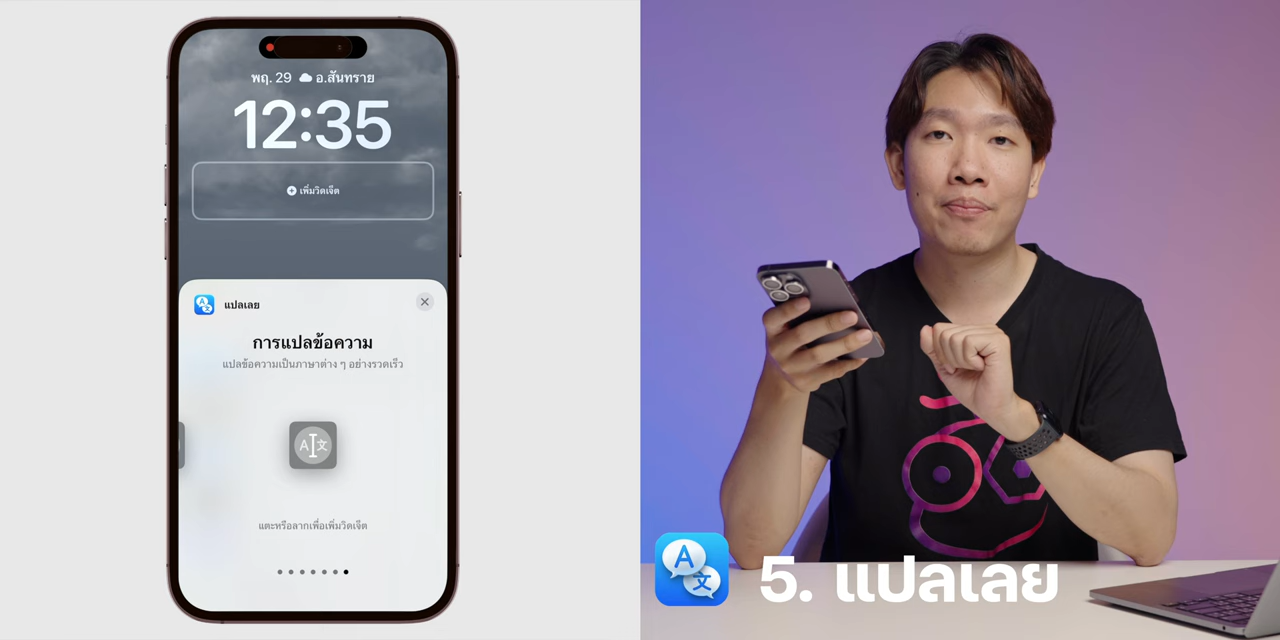 พฤ. 29 อ.สันทราย
12:35
เพิ่มวิดเจ็ต
แปลเลย
การแปลข้อความ
แปลข้อความเป็นภาษาต่าง ๆ อย่างรวดเร็ว
A 文
แตะหรือลากเพื่อเพิ่มวิดเจ็ต
A
文
5. แปลเลย